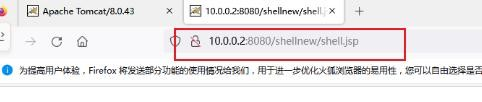 Apache Tomcat/8.0.43
10.0.0.2:8080/shellnew/shell.js
10.0.0.2:8080/shellnew/shell.jsp
为提高用户体验，Firefox 将发送部分功能的使用情况给我们，用于进一步优化火狐浏览器的易用性，您可以自由选择是否